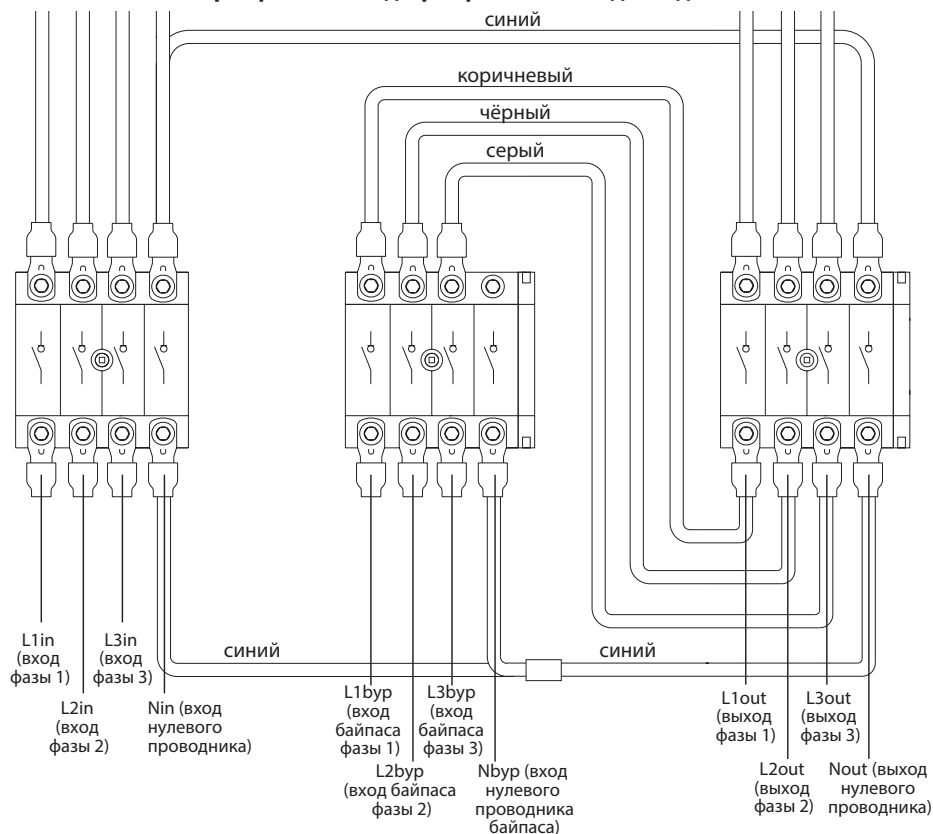 синий
коричневый
чёрный
серый
синий
синий
L1in
(вход
фазы 1)
L3in
(вход
фазы 3)
L2in
(вход
фазы 2)
Nin (вход
нулевого
проводника)
L1byp
(вход
байпаса
фазы 1)
L3byp
(вход
байпаса
фазы 3)
L2byp
(вход байпаса
фазы 2)
Nbyp (вход
нулевого
проводника
байпаса)
L1out
(выход
фазы 1)
L3out
(выход
фазы 3)
L2out
(выход
фазы 2)
Nout (выход
нулевого
проводника)